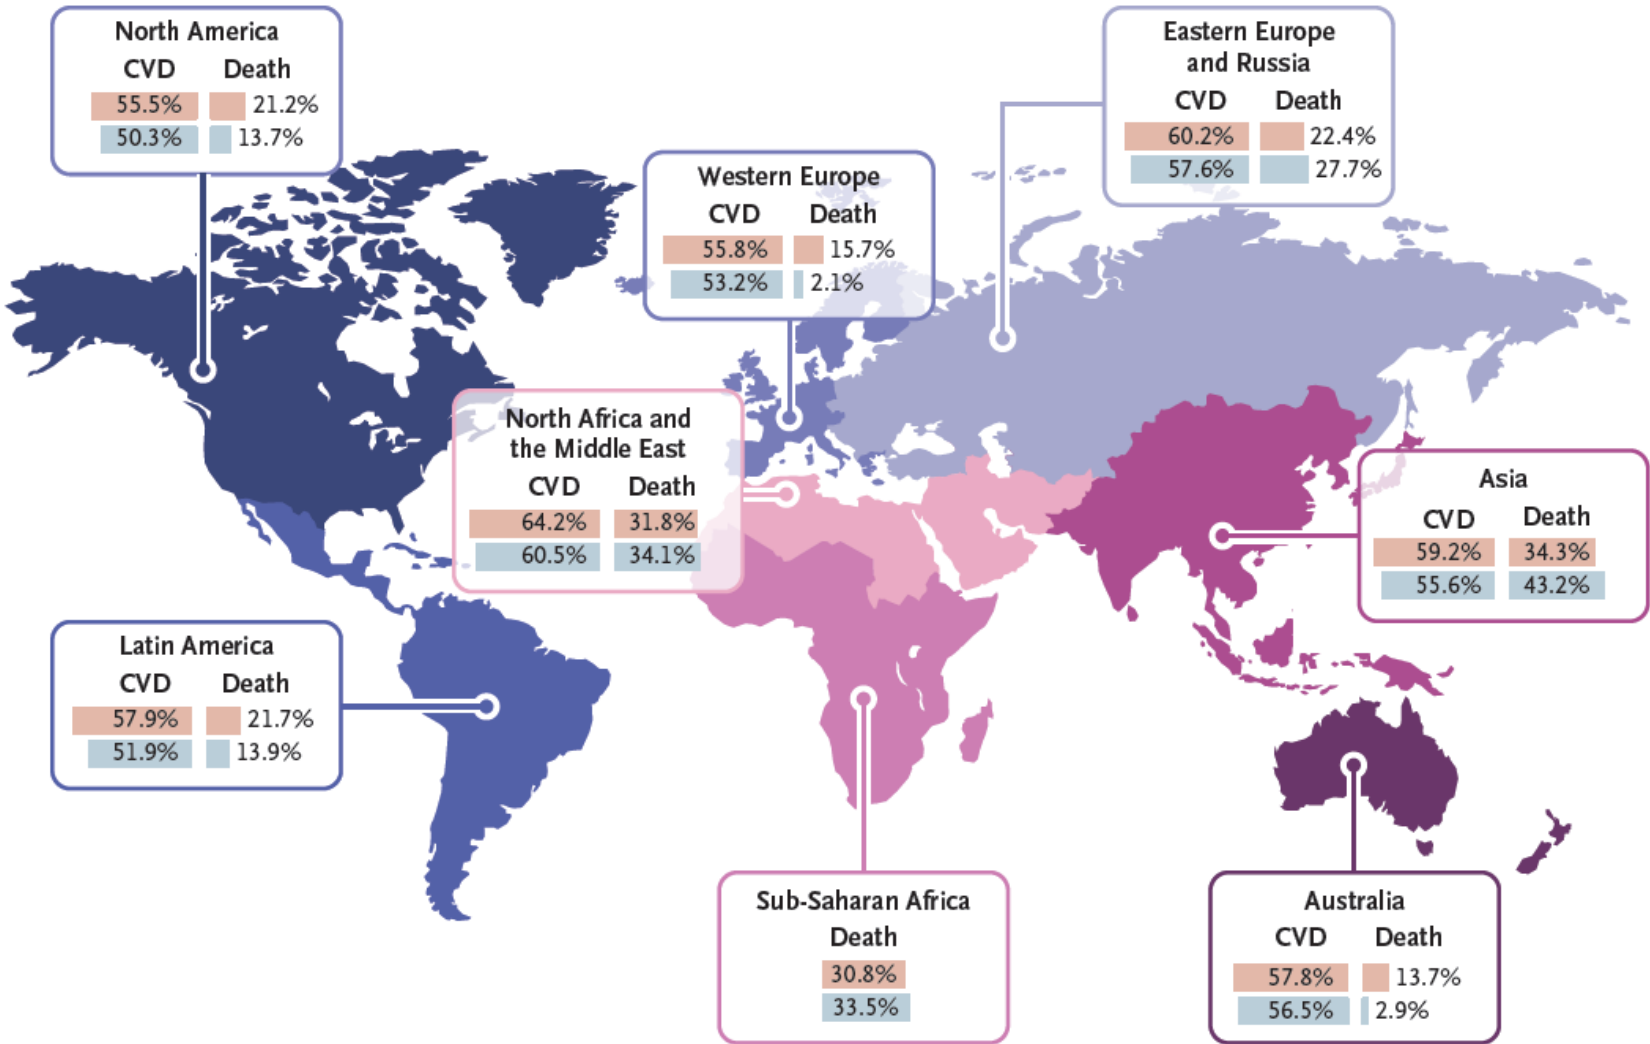 North America
CVD Death
55.5% 21.2%
50.3% 13.7%
Eastern Europe
and Russia
CVD Death
60.2% 22.4%
57.6% 27.7%
Western Europe
CVD Death
55.8% 15.7%
53.2% 2.1%
North Africa and
the Middle East
CVD Death
64.2% 31.8%
60.5% 34.1%
Asia
CVD Death
59.2% 34.3%
55.6% 43.2%
Latin America
CVD Death
57.9% 21.7%
51.9% 13.9%
Sub-Saharan Africa
Death
30.8%
33.5%
Australia
CVD Death
57.8% 13.7%
56.5% 2.9%